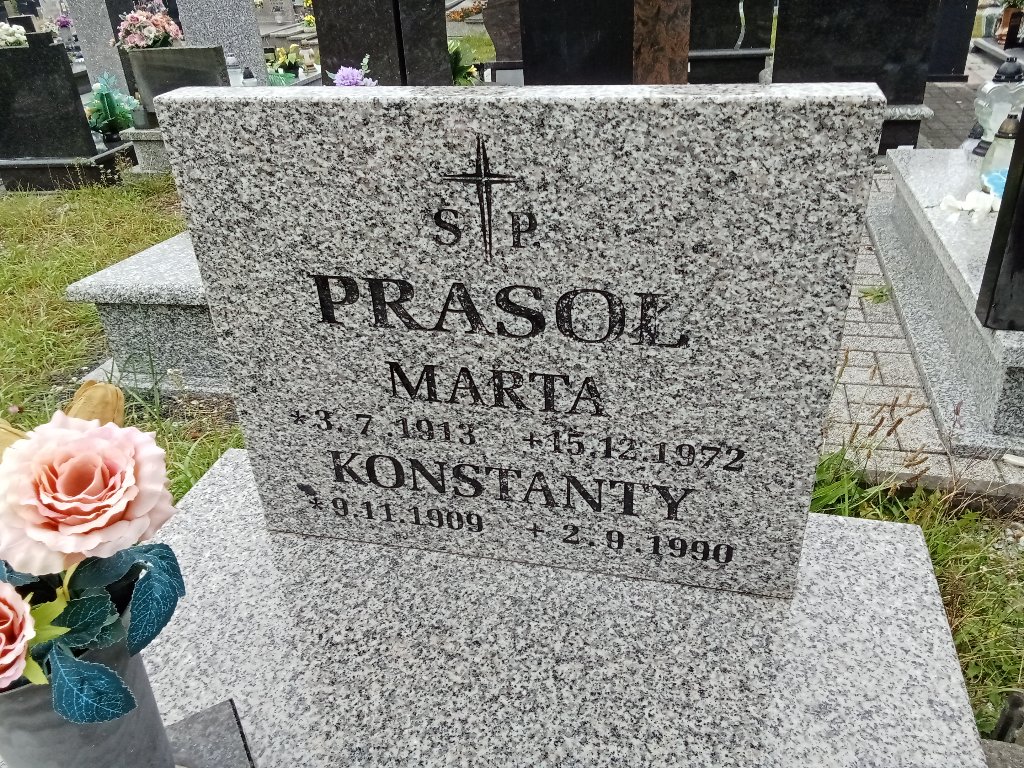 Ś P
PRASOŁ
MARTA
*3.7.1913 +15.12.1972
KONSTANTY
*9.11.1909 + 2.9.1990